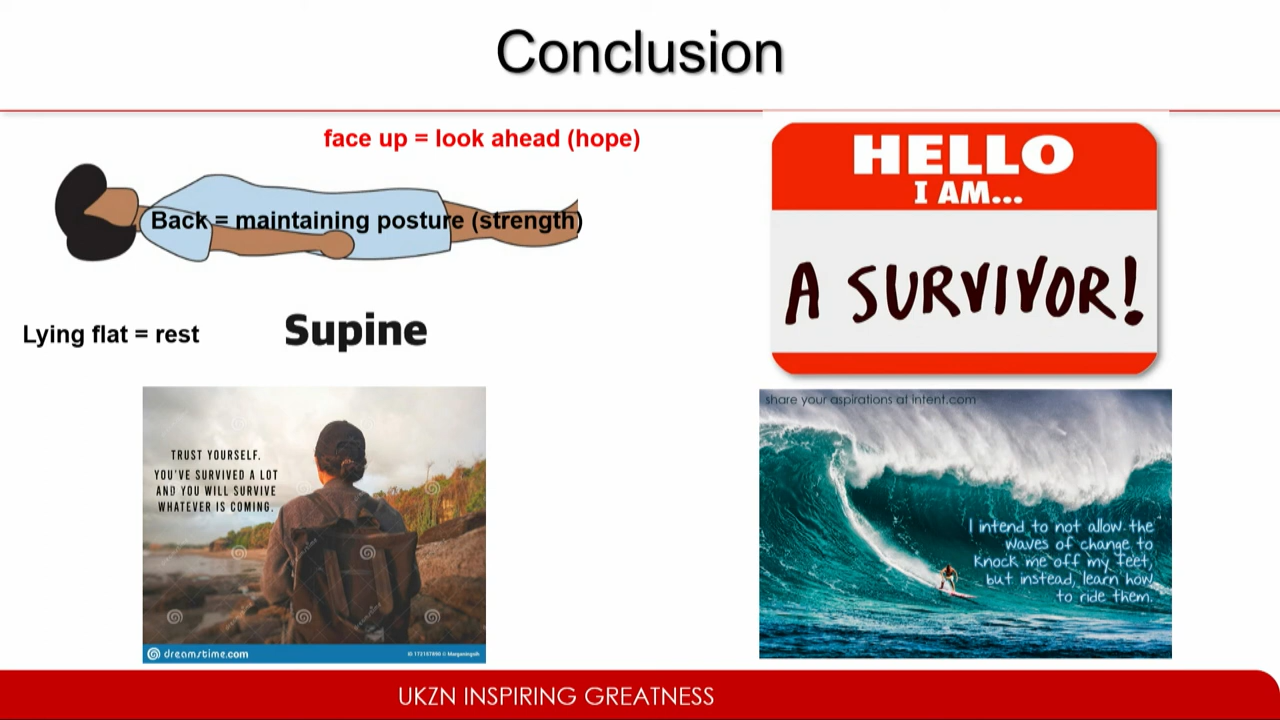 Conclusion
face up = look ahead (hope)
Back = maintaining posture (strength)
Lying flat = rest
Supine
HELLO
I AM...
A SURVIVOR!
TRUST YOURSELF.
YOU'VE SURVIVED A LOT
AND YOU WILL SURVIVE
WHATEVER IS COMING.
dreamstime.com
share your aspirations at intent.com
I intend to not allow the
waves of change to
knock me off my feet,
but instead, learn how
to ride them.
UKZN INSPIRING GREATNESS